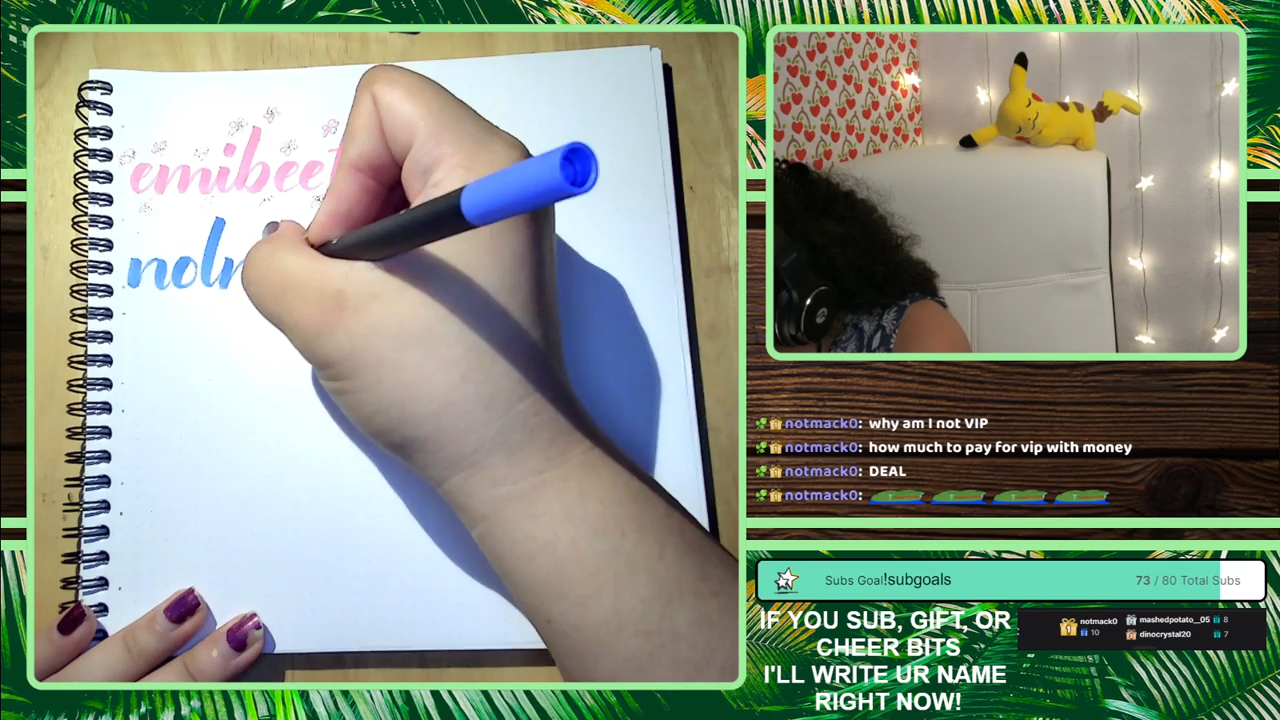 emibee
notmack0: why am I not VIP
notmack0: how much to pay for vip with money
notmack0: DEAL
notmack0:
Subs Goal!subgoals 73 / 80 Total Subs
IF YOU SUB, GIFT, OR
CHEER BITS
I'LL WRITE UR NAME
RIGHT NOW!
1 notmack0 10
mashedpotato_05 8
dinocrystal20 7